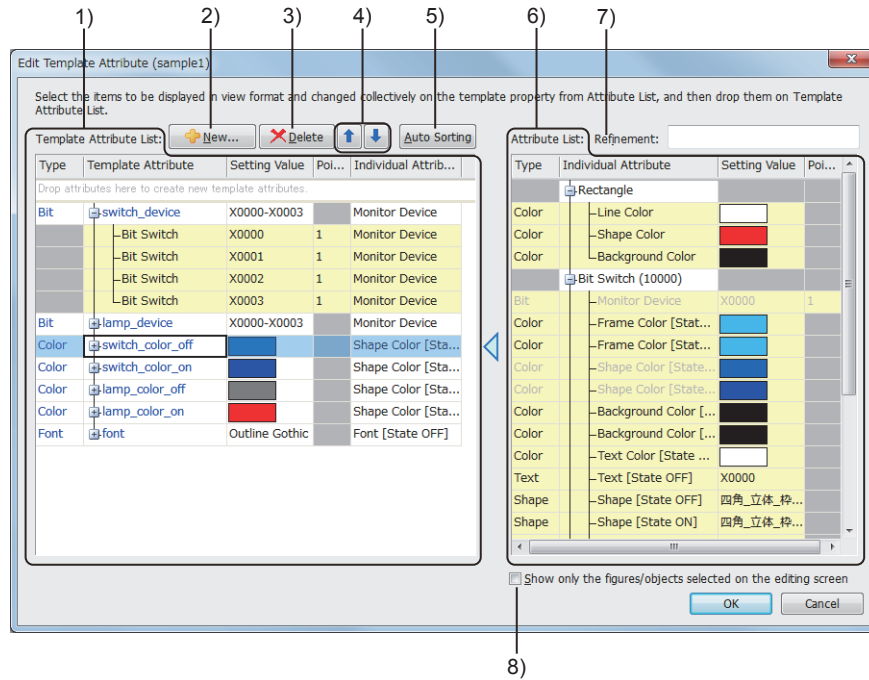 1) 2) 3) 4) 5) 6) 7)
Edit Template Attribute (sample1)
Select the items to be displayed in view format and changed collectively on the template property from Attribute List, and then drop them on Template
Attribute List.
Template Attribute List: New... Delete Auto Sorting
Type Template Attribute Setting Value Poi... Individual Attrib...
Drop attributes here to create new template attributes.
Bit switch_device X0000-X0003 Monitor Device
Bit Switch X0000 1 Monitor Device
Bit Switch X0001 1 Monitor Device
Bit Switch X0002 1 Monitor Device
Bit Switch X0003 1 Monitor Device
Bit lamp_device X0000-X0003 Monitor Device
Color switch_color_off Shape Color [Sta...
Color switch_color_on Shape Color [Sta...
Color lamp_color_off Shape Color [Sta...
Color lamp_color_on Shape Color [Sta...
Font font Outline Gothic Font [State OFF]
Attribute List: Refinement:
Type Individual Attribute Setting Value Poi...
Rectangle
Color Line Color
Color Shape Color
Color Background Color
Bit Switch (10000)
Bit Monitor Device X0000 1
Color Frame Color [Stat...
Color Frame Color [Stat...
Color Shape Color [State...
Color Shape Color [State...
Color Background Color [...
Color Background Color [...
Color Text Color [State ...
Text Text [State OFF] X0000
Shape Shape [State OFF] 四角_立体_枠...
Shape Shape [State ON] 四角_立体_枠...
Show only the figures/objects selected on the editing screen
OK Cancel
8)